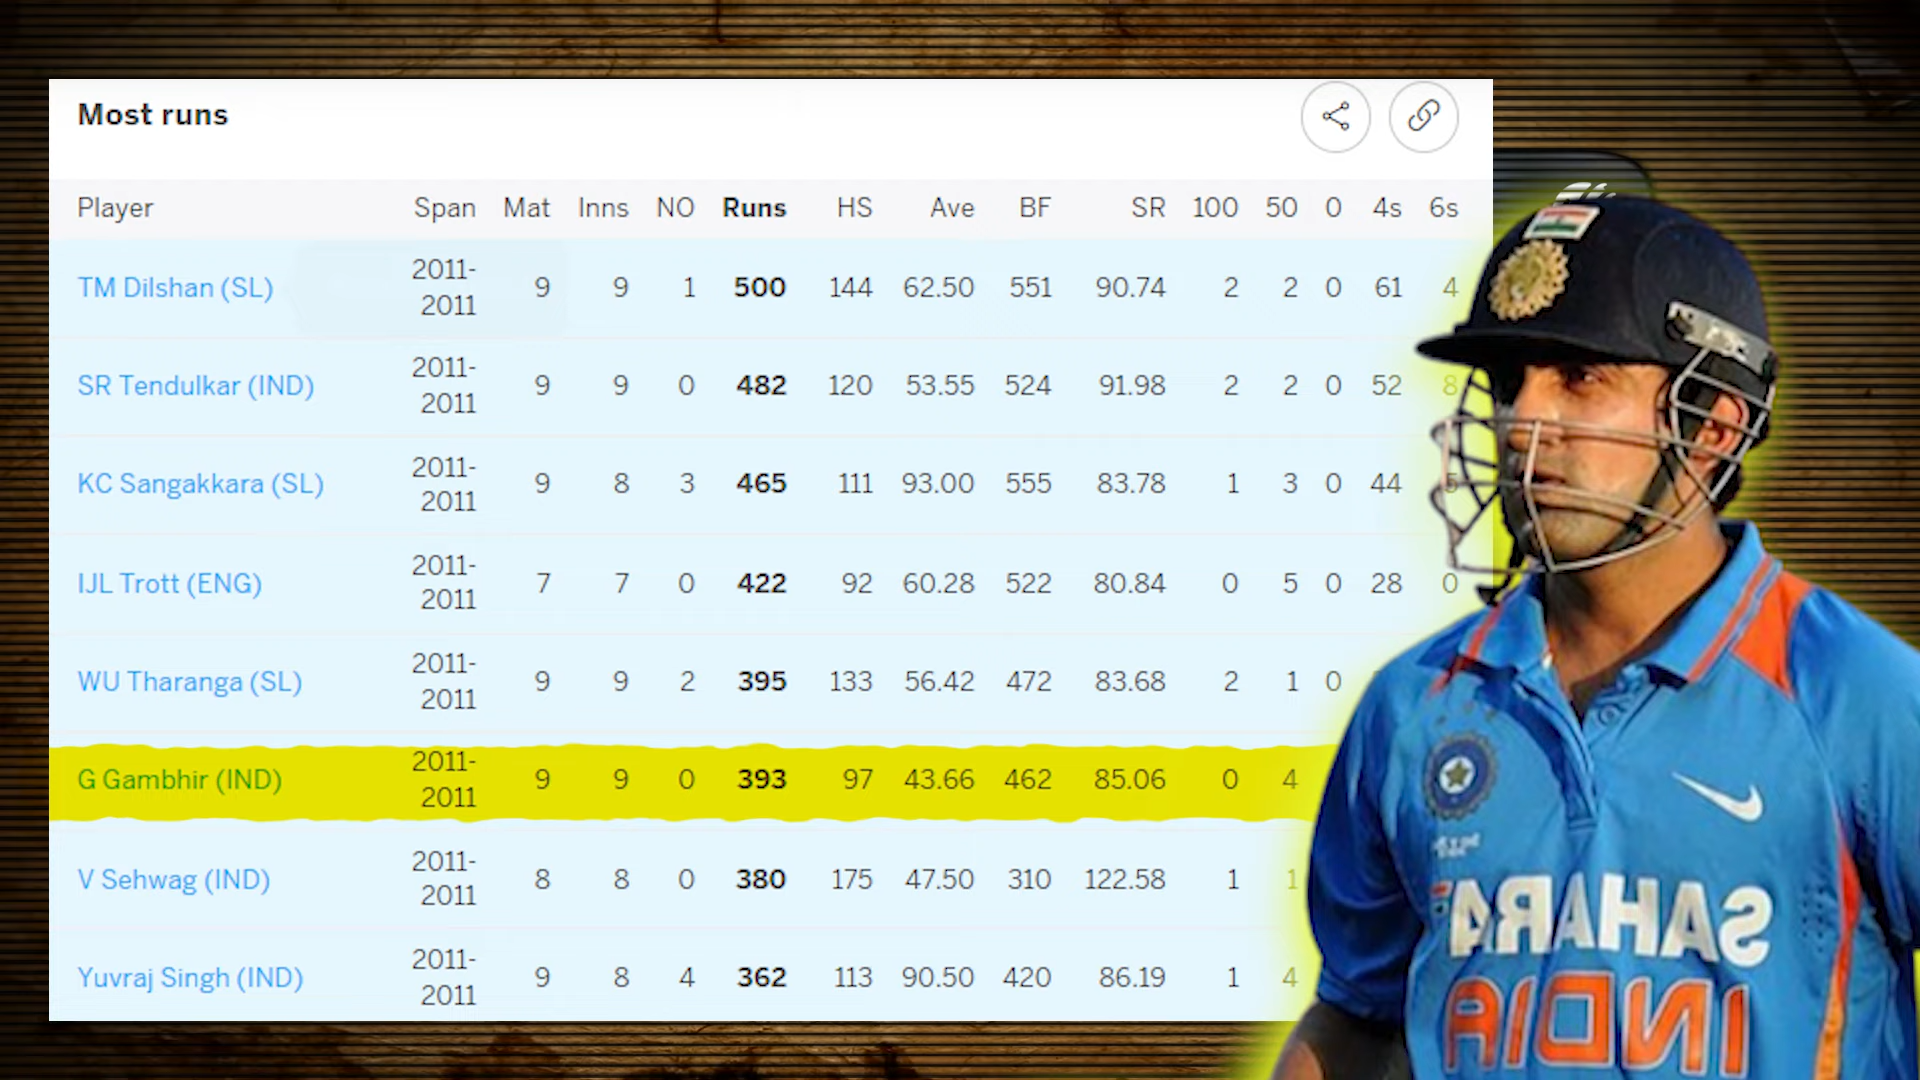 Most runs
Player Span Mat Inns NO Runs HS Ave BF SR 100 50 0 4s 6s
TM Dilshan (SL) 2011-2011 9 9 1 500 144 62.50 551 90.74 2 2 0 61 4
SR Tendulkar (IND) 2011-2011 9 9 0 482 120 53.55 524 91.98 2 2 0 52 8
KC Sangakkara (SL) 2011-2011 9 8 3 465 111 93.00 555 83.78 1 3 0 44
IJL Trott (ENG) 2011-2011 7 7 0 422 92 60.28 522 80.84 0 5 0 28 0
WU Tharanga (SL) 2011-2011 9 9 2 395 133 56.42 472 83.68 2 1 0
G Gambhir (IND) 2011-2011 9 9 0 393 97 43.66 462 85.06 0 4
V Sehwag (IND) 2011-2011 8 8 0 380 175 47.50 310 122.58 1 1
Yuvraj Singh (IND) 2011-2011 9 8 4 362 113 90.50 420 86.19 1 4
SAHARA
INDIA